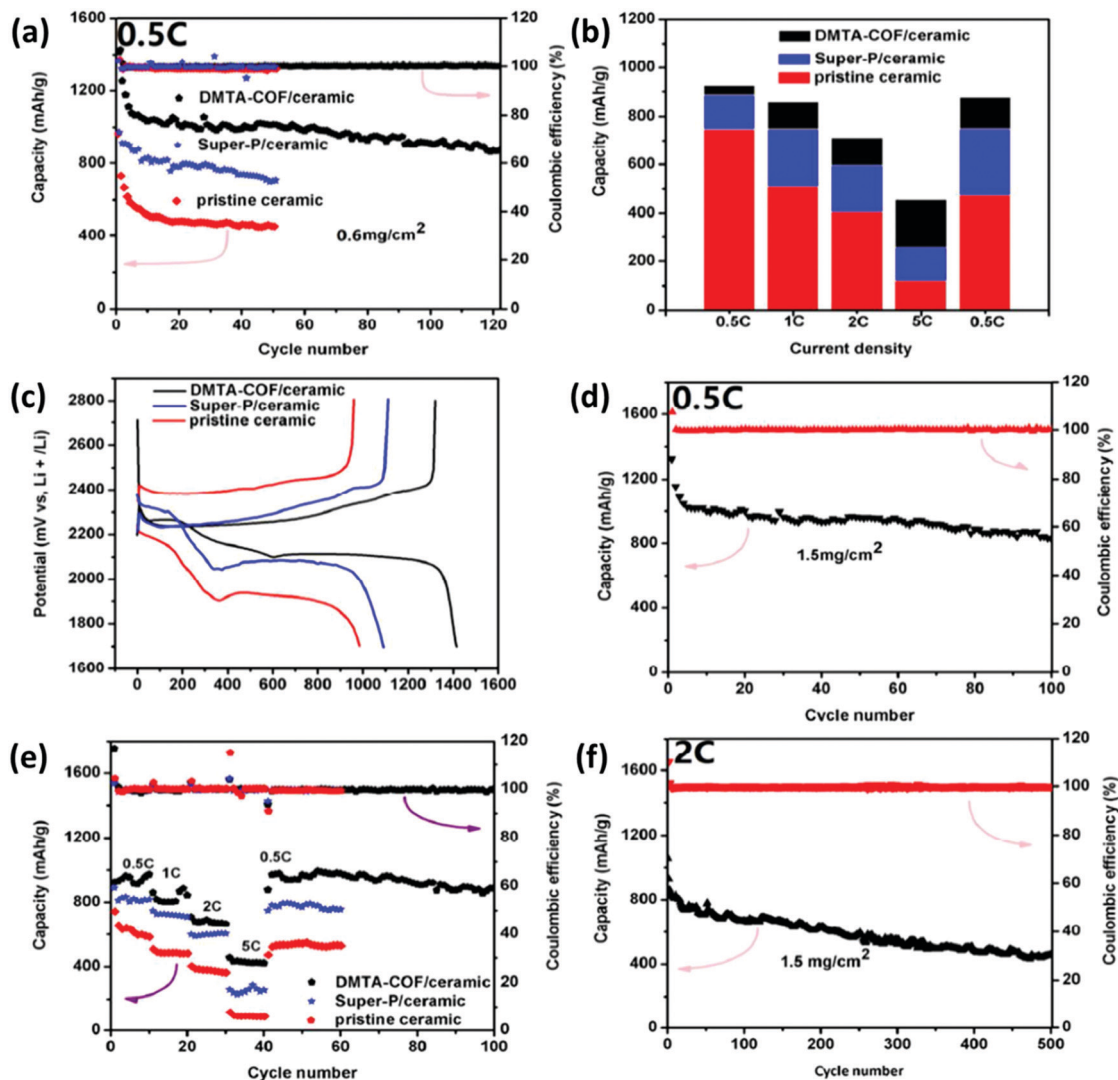 (a)
0.5C
1600
1200
800
400
0
Capacity (mAh/g)
120
100
80
60
40
20
0
Coulombic efficiency (%)
DMTA-COF/ceramic
Super-P/ceramic
pristine ceramic
0.6mg/cm²
0 20 40 60 80 100 120
Cycle number
(b)
1200
1000
800
600
400
200
0
Capacity (mAh/g)
DMTA-COF/ceramic
Super-P/ceramic
pristine ceramic
0.5C 1C 2C 5C 0.5C
Current density
(c)
2800
2600
2400
2200
2000
1800
1600
Potential (mV vs, Li + /Li)
DMTA-COF/ceramic
Super-P/ceramic
pristine ceramic
0 200 400 600 800 1000 1200 1400 1600
(d)
0.5C
1600
1200
800
400
0
Capacity (mAh/g)
120
100
80
60
40
20
0
Coulombic efficiency (%)
1.5mg/cm²
0 20 40 60 80 100
Cycle number
(e)
1600
1200
800
400
0
Capacity (mAh/g)
120
100
80
60
40
20
0
Coulombic efficiency (%)
0.5C
1C
2C
5C
0.5C
DMTA-COF/ceramic
Super-P/ceramic
pristine ceramic
0 20 40 60 80 100
Cycle number
(f)
2C
1600
1200
800
400
0
Capacity (mAh/g)
120
100
80
60
40
20
0
Coulombic efficiency (%)
1.5 mg/cm²
0 100 200 300 400 500
Cycle number